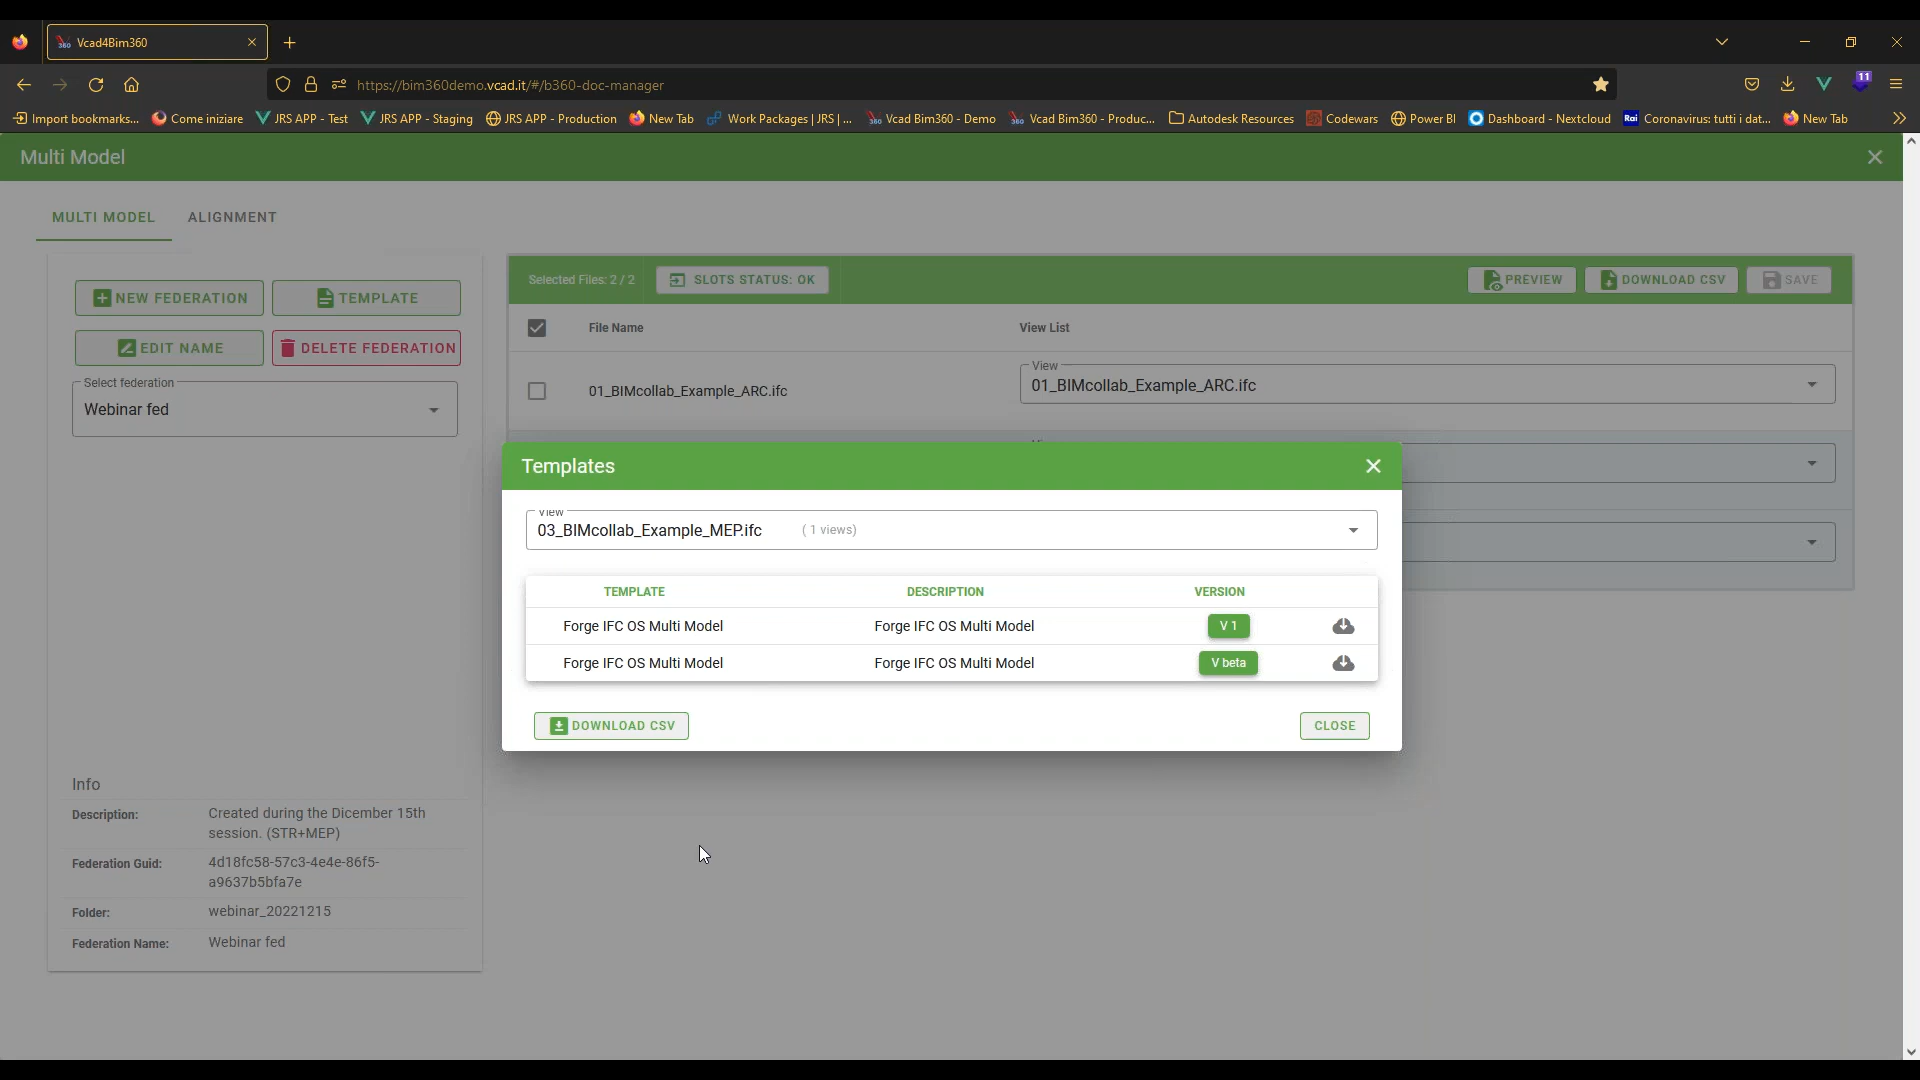 Vcad4Bim360
https://bim360demo.vcad.it/#/b360-doc-manager
11
Import bookmarks...
Come iniziare
JRS APP - Test
JRS APP - Staging
JRS APP - Production
New Tab
Work Packages | JRS | ...
Vcad Bim360 - Demo
Vcad Bim360 - Produc...
Autodesk Resources
Codewars
Power BI
Dashboard - Nextcloud
Rai
Coronavirus: tutti i dat...
New Tab
Multi Model
MULTI MODEL
ALIGNMENT
NEW FEDERATION
TEMPLATE
EDIT NAME
DELETE FEDERATION
Select federation
Webinar fed
Selected Files: 2 / 2
SLOTS STATUS: OK
PREVIEW
DOWNLOAD CSV
SAVE
File Name
View List
01_BIMcollab_Example_ARC.ifc
View
01_BIMcollab_Example_ARC.ifc
Templates
View
03_BIMcollab_Example_MEP.ifc
( 1 views)
TEMPLATE DESCRIPTION VERSION
Forge IFC OS Multi Model Forge IFC OS Multi Model V 1
Forge IFC OS Multi Model Forge IFC OS Multi Model V beta
DOWNLOAD CSV
CLOSE
Info
Description: Created during the Dicember 15th
session. (STR+MEP)
Federation Guid: 4d18fc58-57c3-4e4e-86f5-
a9637b5bfa7e
Folder: webinar_20221215
Federation Name: Webinar fed